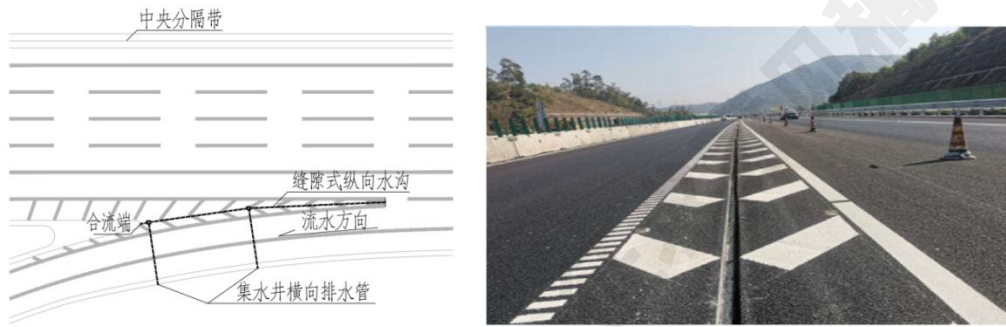 中央分隔带
缝隙式纵向水沟
合流端
流水方向
集水井横向排水管